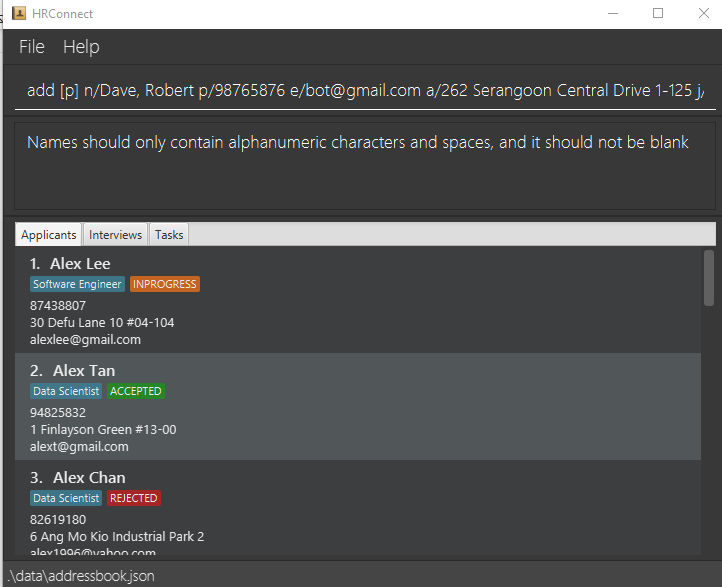 HRConnect
File Help
add [p] n/Dave, Robert p/98765876 e/bot@gmail.com a/262 Serangoon Central Drive 1-125 j/
Names should only contain alphanumeric characters and spaces, and it should not be blank
Applicants Interviews Tasks
1. Alex Lee
Software Engineer INPROGRESS
87438807
30 Defu Lane 10 #04-104
alexlee@gmail.com
2. Alex Tan
Data Scientist ACCEPTED
94825832
1 Finlayson Green #13-00
alext@gmail.com
3. Alex Chan
Data Scientist REJECTED
82619180
6 Ang Mo Kio Industrial Park 2
alex1996@yahoo.com
.\data\addressbook.json